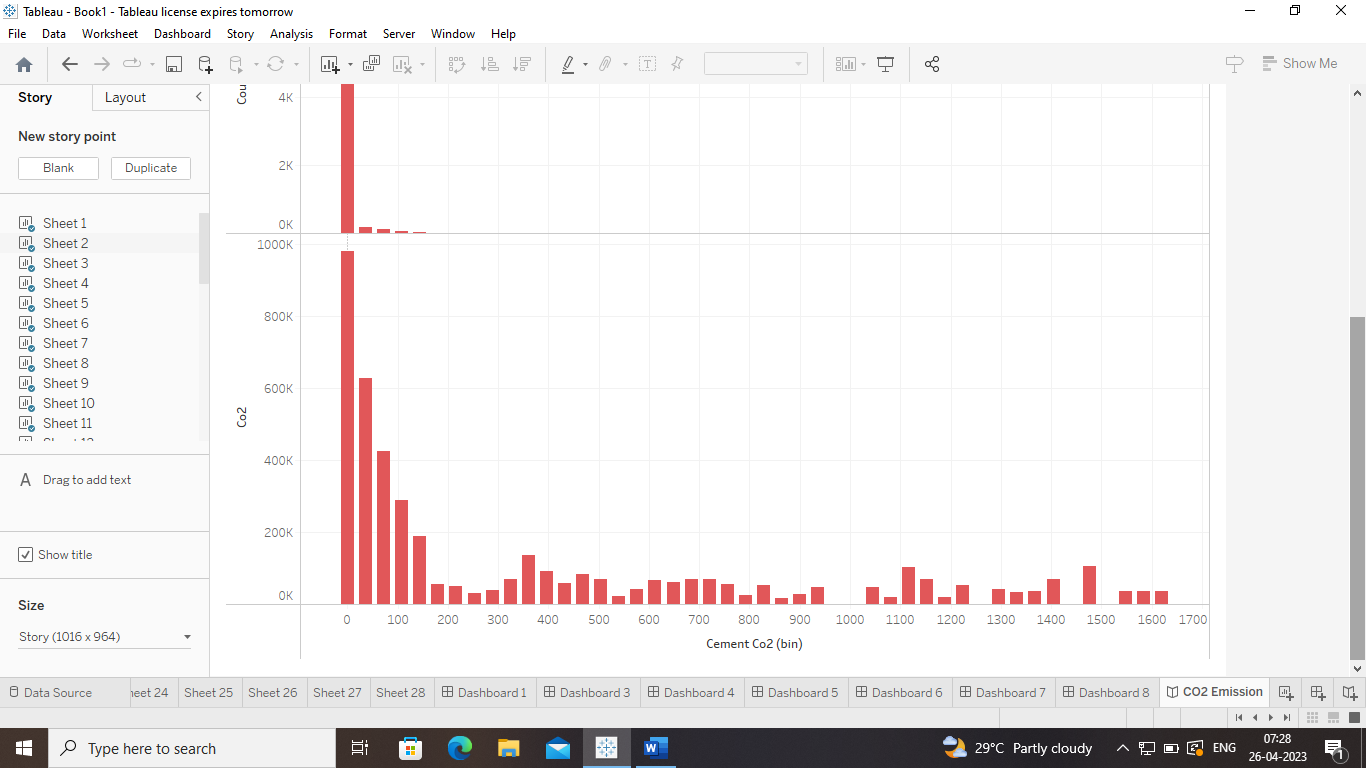 Tableau - Book1 - Tableau license expires tomorrow
File Data Worksheet Dashboard Story Analysis Format Server Window Help
Show Me
Story Layout
New story point
Blank Duplicate
Sheet 1
Sheet 2
Sheet 3
Sheet 4
Sheet 5
Sheet 6
Sheet 7
Sheet 8
Sheet 9
Sheet 10
Sheet 11
A Drag to add text
Show title
Size
Story (1016 x 964)
Cou
4K
2K
0K
1000K
800K
600K
400K
200K
0K
Co2
0 100 200 300 400 500 600 700 800 900 1000 1100 1200 1300 1400 1500 1600 1700
Cement Co2 (bin)
Data Source heet 24 Sheet 25 Sheet 26 Sheet 27 Sheet 28 Dashboard 1 Dashboard 3 Dashboard 4 Dashboard 5 Dashboard 6 Dashboard 7 Dashboard 8 CO2 Emission
Type here to search
W
29°C Partly cloudy
ENG
07:28
26-04-2023
1